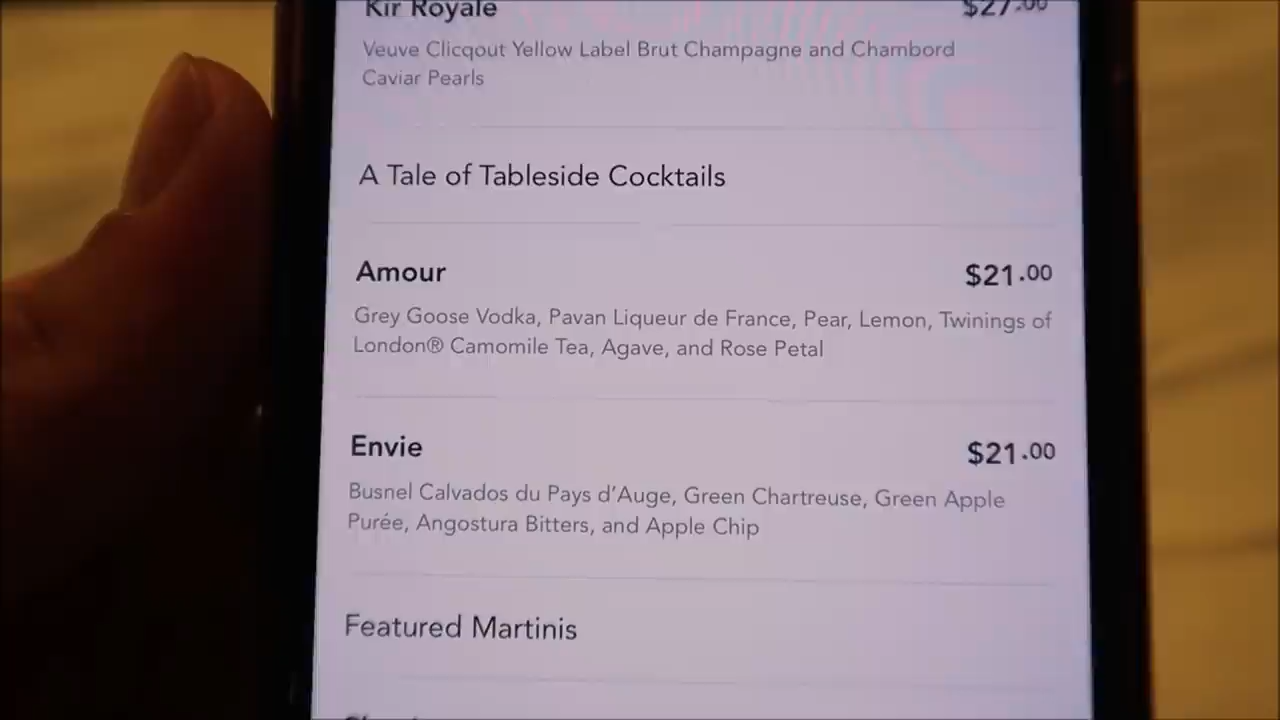 Kir Royale $27.00
Veuve Clicqout Yellow Label Brut Champagne and Chambord
Caviar Pearls
A Tale of Tableside Cocktails
Amour $21.00
Grey Goose Vodka, Pavan Liqueur de France, Pear, Lemon, Twinings of
London® Camomile Tea, Agave, and Rose Petal
Envie $21.00
Busnel Calvados du Pays d’Auge, Green Chartreuse, Green Apple
Purée, Angostura Bitters, and Apple Chip
Featured Martinis